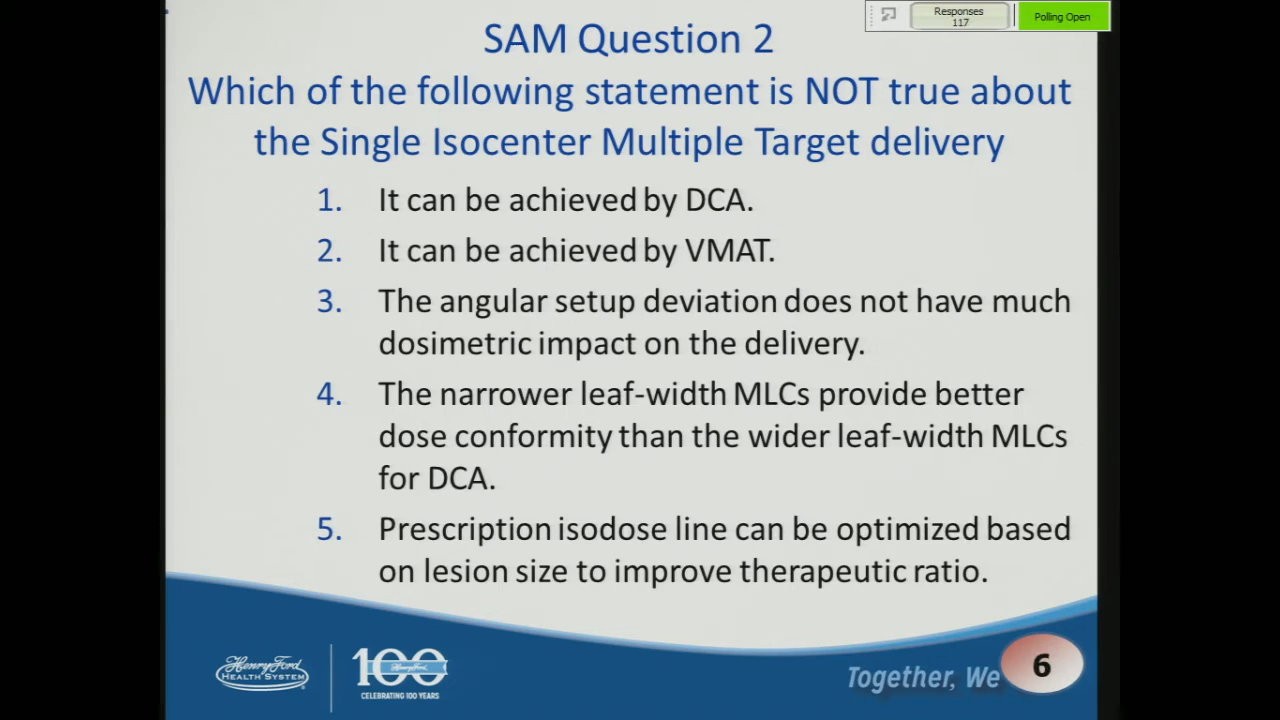 Responses
117
Polling Open
SAM Question 2
Which of the following statement is NOT true about
the Single Isocenter Multiple Target delivery
1. It can be achieved by DCA.
2. It can be achieved by VMAT.
3. The angular setup deviation does not have much
dosimetric impact on the delivery.
4. The narrower leaf-width MLCs provide better
dose conformity than the wider leaf-width MLCs
for DCA.
5. Prescription isodose line can be optimized based
on lesion size to improve therapeutic ratio.
Henry Ford
HEALTH SYSTEM
100
Henry Ford
CELEBRATING 100 YEARS
Together, We
6